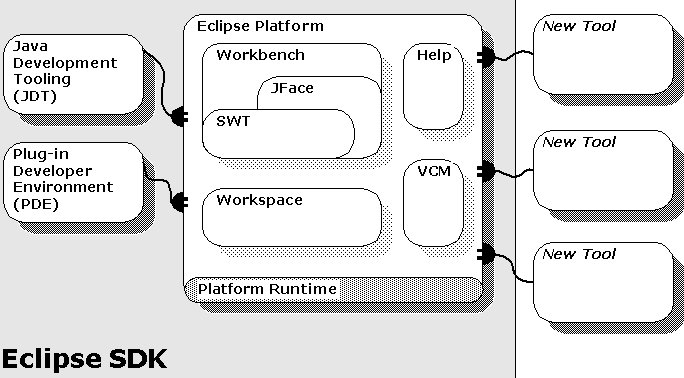 Eclipse Platform
Java
Development
Tooling
(JDT)
Workbench
JFace
SWT
Help
New Tool
Plug-in
Developer
Environment
(PDE)
Workspace
VCM
New Tool
Platform Runtime
New Tool
Eclipse SDK